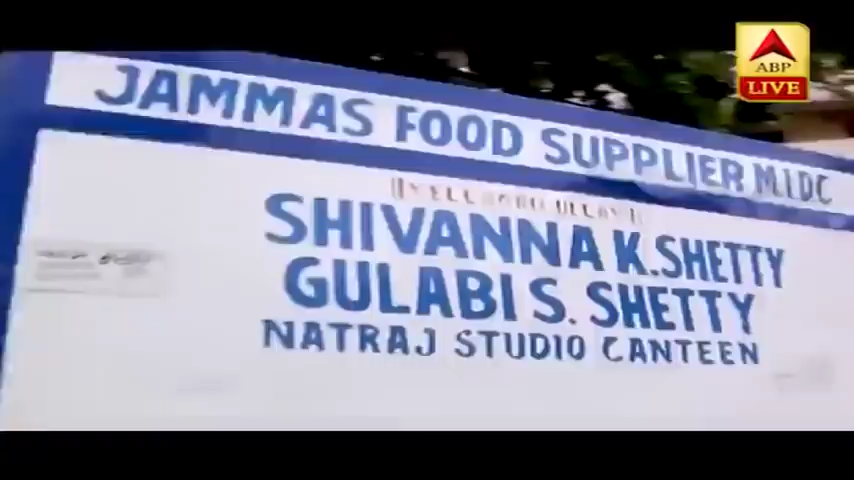 ABP
LIVE
JAMMAS FOOD SUPPLIER M.I.D.C
SHIVANNA K. SHETTY
GULABI S. SHETTY
NATRAJ STUDIO CANTEEN